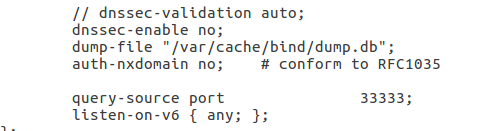 // dnssec-validation auto;
dnssec-enable no;
dump-file "/var/cache/bind/dump.db";
auth-nxdomain no;    # conform to RFC1035
query-source port                33333;
listen-on-v6 { any; };
};